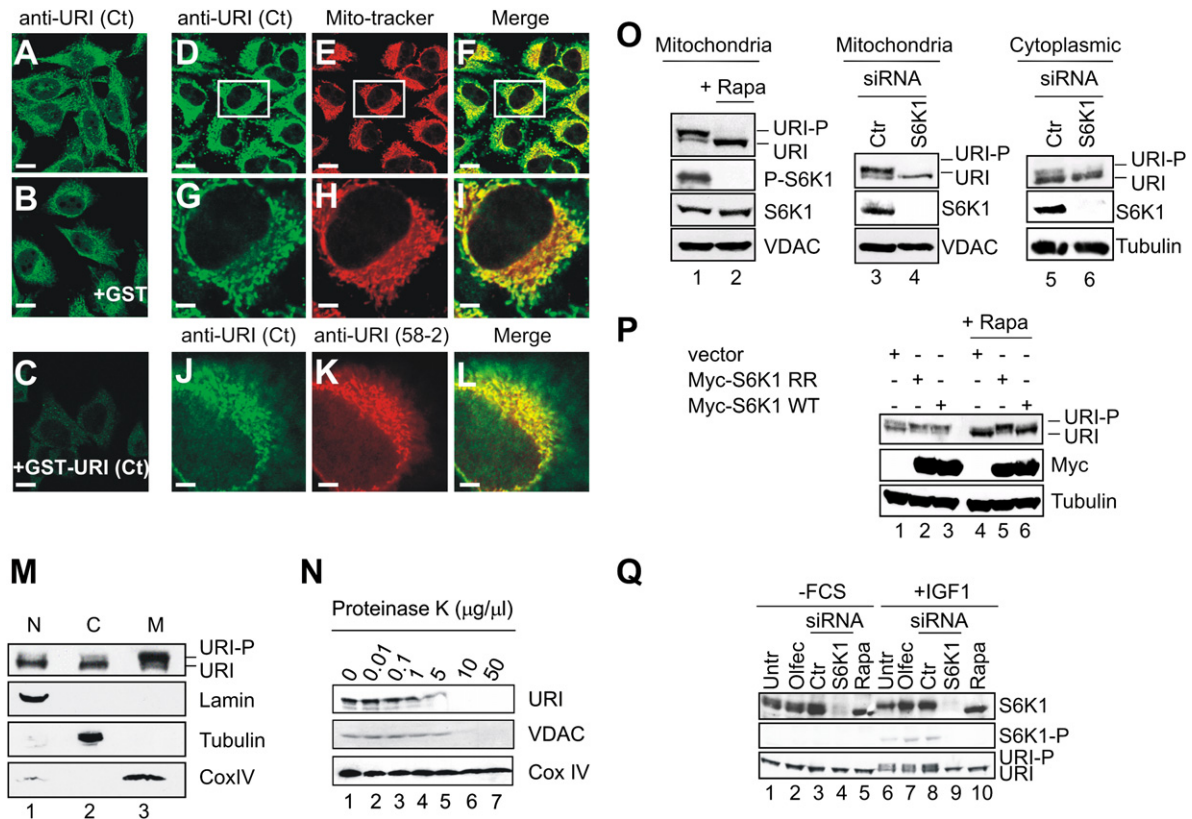 anti-URI (Ct)
anti-URI (Ct) Mito-tracker Merge
A
D E F
B
+GST
G H I
anti-URI (Ct) anti-URI (58-2) Merge
C
+GST-URI (Ct)
J K L
M
N C M
URI-P
URI
Lamin
Tubulin
CoxIV
1 2 3
N
Proteinase K (µg/µl)
0 0.01 0.1 1 5 10 50
URI
VDAC
Cox IV
1 2 3 4 5 6 7
O
Mitochondria
+ Rapa
URI-P
URI
P-S6K1
S6K1
VDAC
1 2
Mitochondria
siRNA
Ctr S6K1
URI-P
URI
S6K1
VDAC
3 4
Cytoplasmic
siRNA
Ctr S6K1
URI-P
URI
S6K1
Tubulin
5 6
P
+ Rapa
vector + - - + - -
Myc-S6K1 RR - + - - + -
Myc-S6K1 WT - - + - - +
URI-P
URI
Myc
Tubulin
1 2 3 4 5 6
Q
-FCS +IGF1
siRNA siRNA
Untr Olfec Ctr S6K1 Rapa Untr Olfec Ctr S6K1 Rapa
S6K1
S6K1-P
URI-P
URI
1 2 3 4 5 6 7 8 9 10